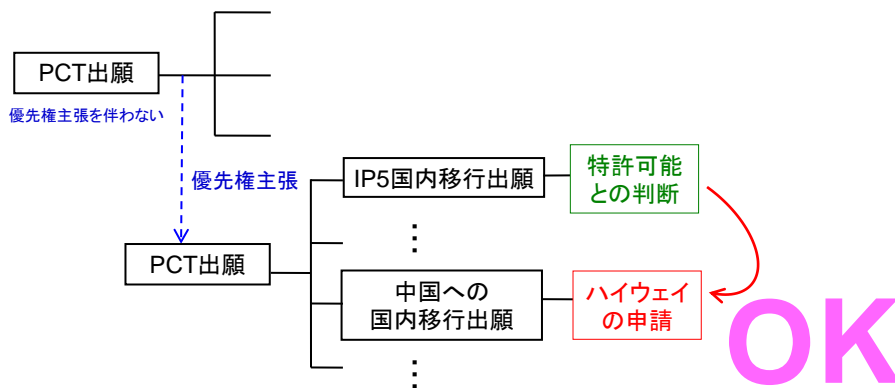 PCT出願
優先権主張を伴わない
優先権主張
PCT出願
IP5国内移行出願
特許可能
との判断
⋮
中国への
国内移行出願
ハイウェイ
の申請
OK
⋮